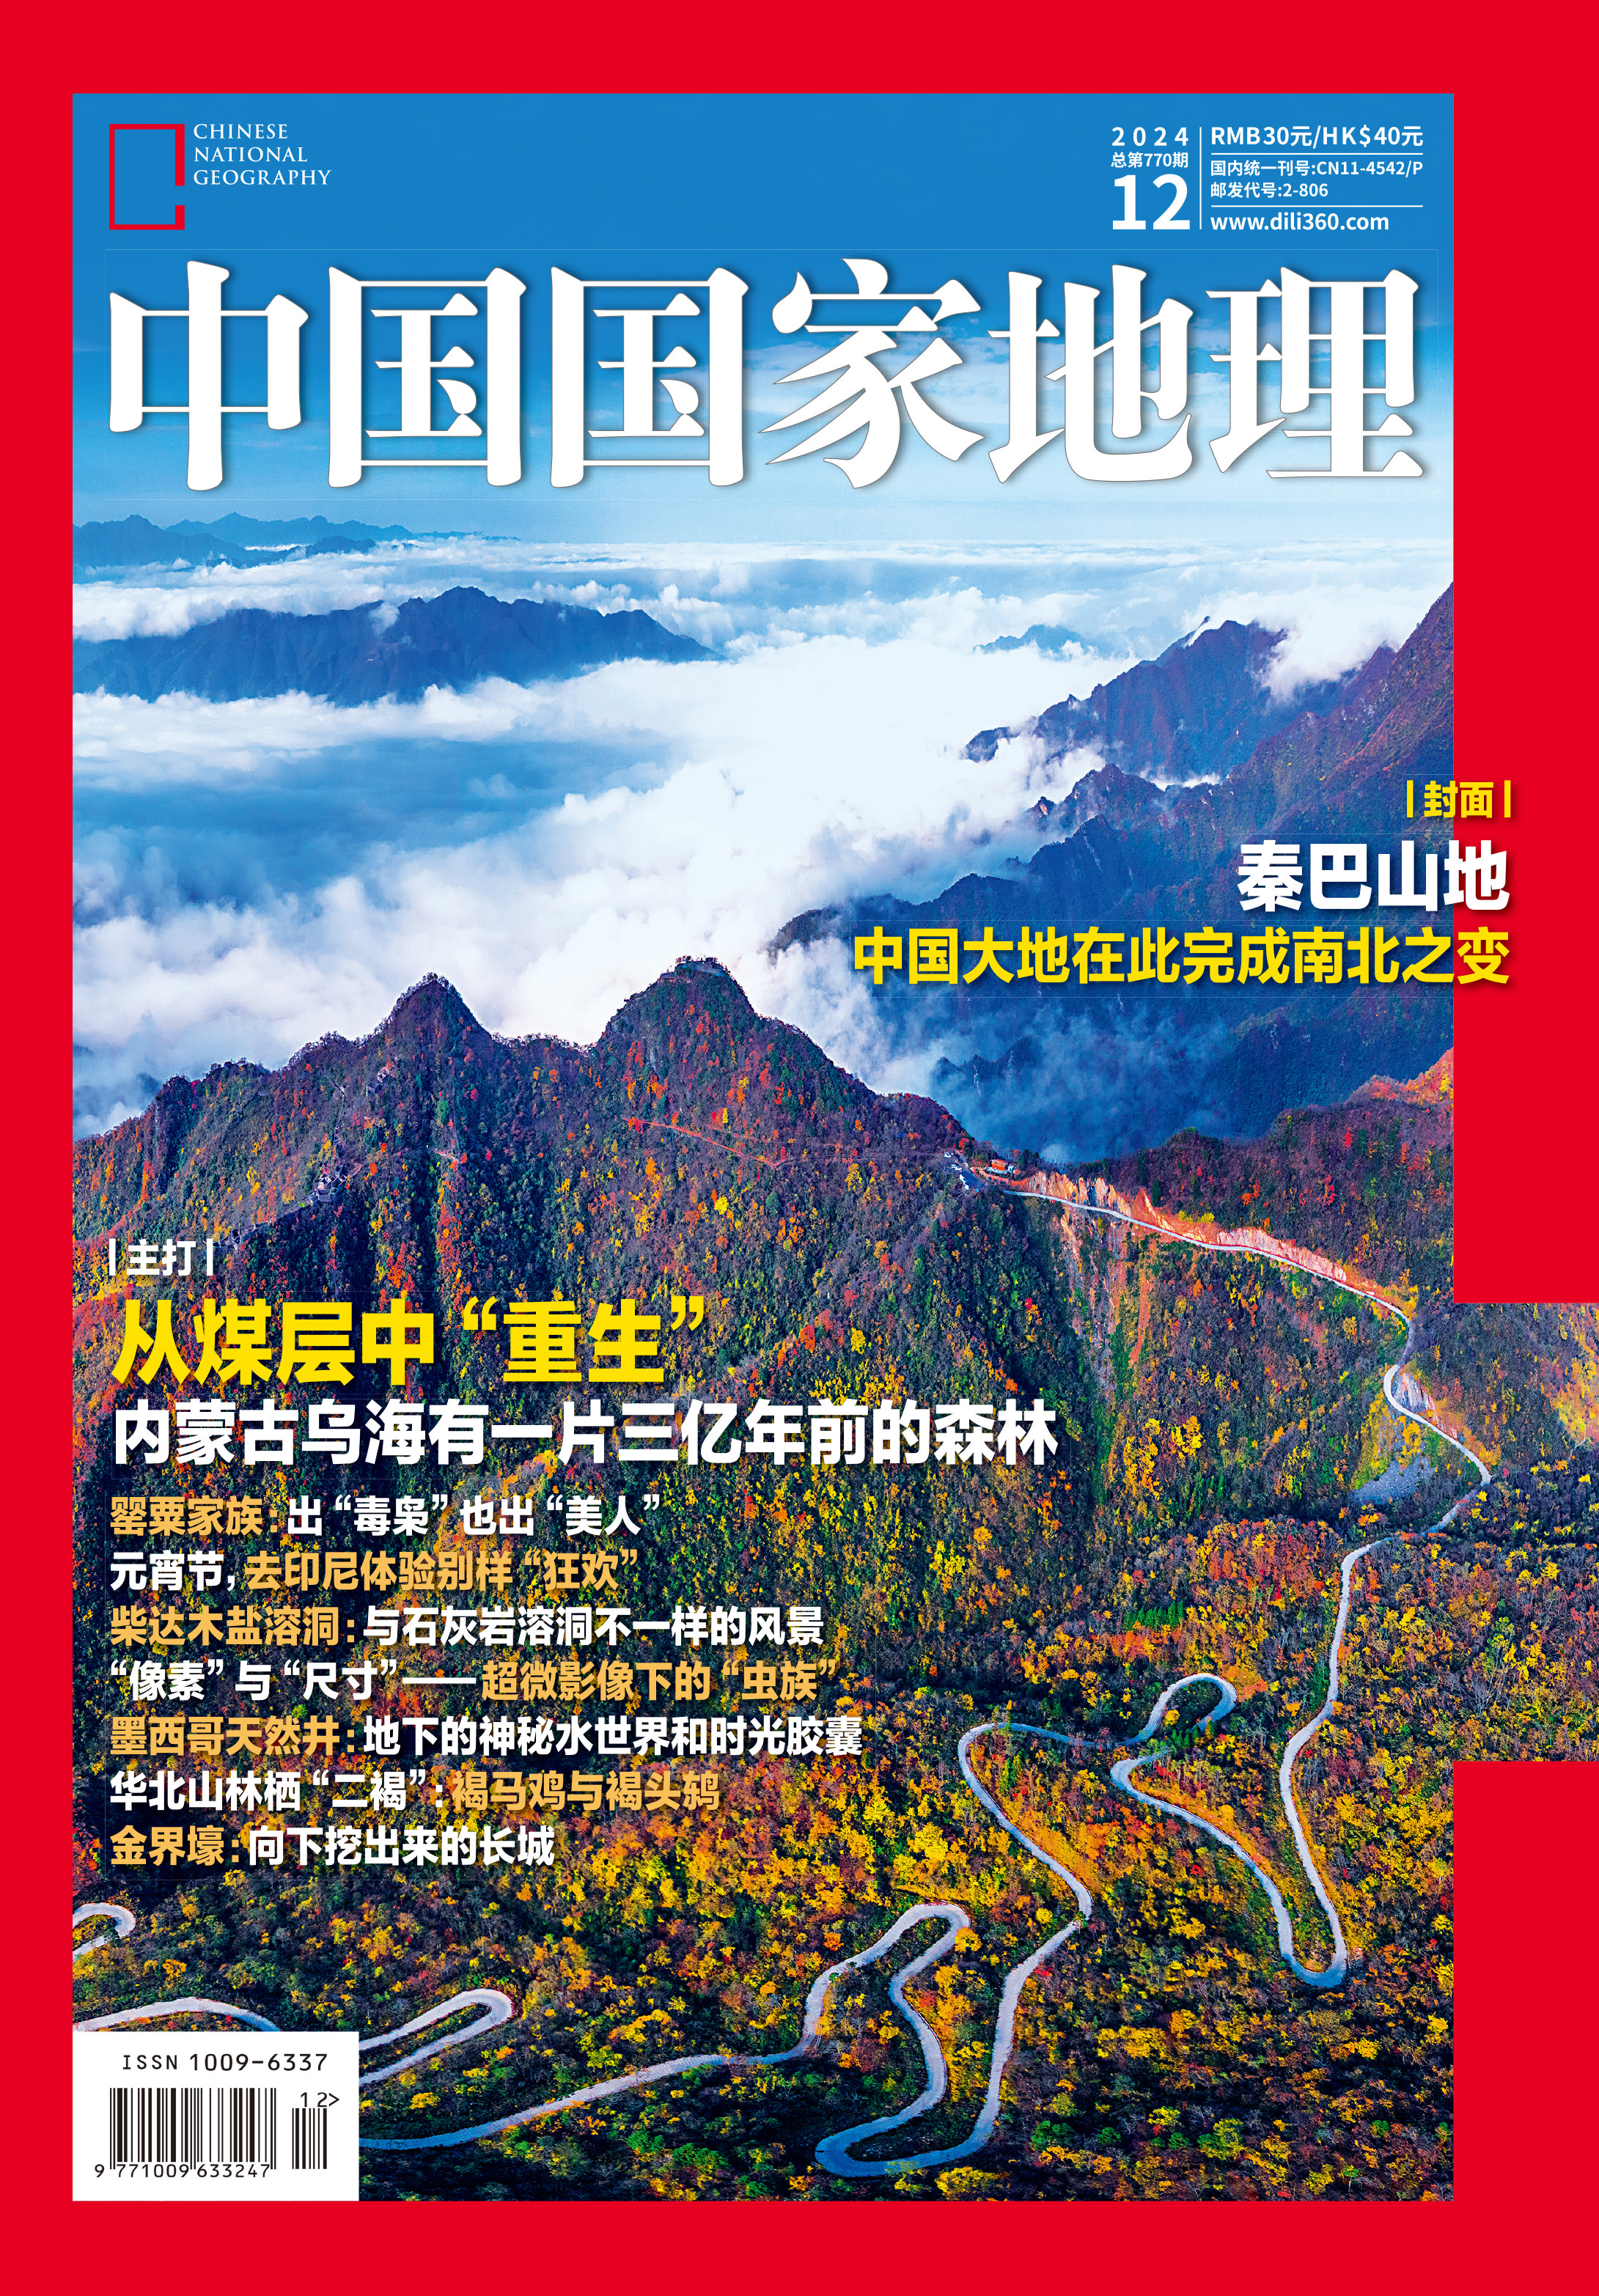 CHINESE
NATIONAL
GEOGRAPHY
2024
总第770期
12
RMB30元/HK$40元
国内统一刊号:CN11-4542/P
邮发代号:2-806
www.dili360.com
中国国家地理
|封面|
秦巴山地
中国大地在此完成南北之变
|主打|
从煤层中“重生”
内蒙古乌海有一片三亿年前的森林
罂粟家族:出“毒枭”也出“美人”
元宵节,去印尼体验别样“狂欢”
柴达木盐溶洞:与石灰岩溶洞不一样的风景
“像素”与“尺寸”——超微影像下的“虫族”
墨西哥天然井:地下的神秘水世界和时光胶囊
华北山林栖“二褐”:褐马鸡与褐头鸫
金界壕:向下挖出来的长城
ISSN 1009-6337
12>
9 771009 633247